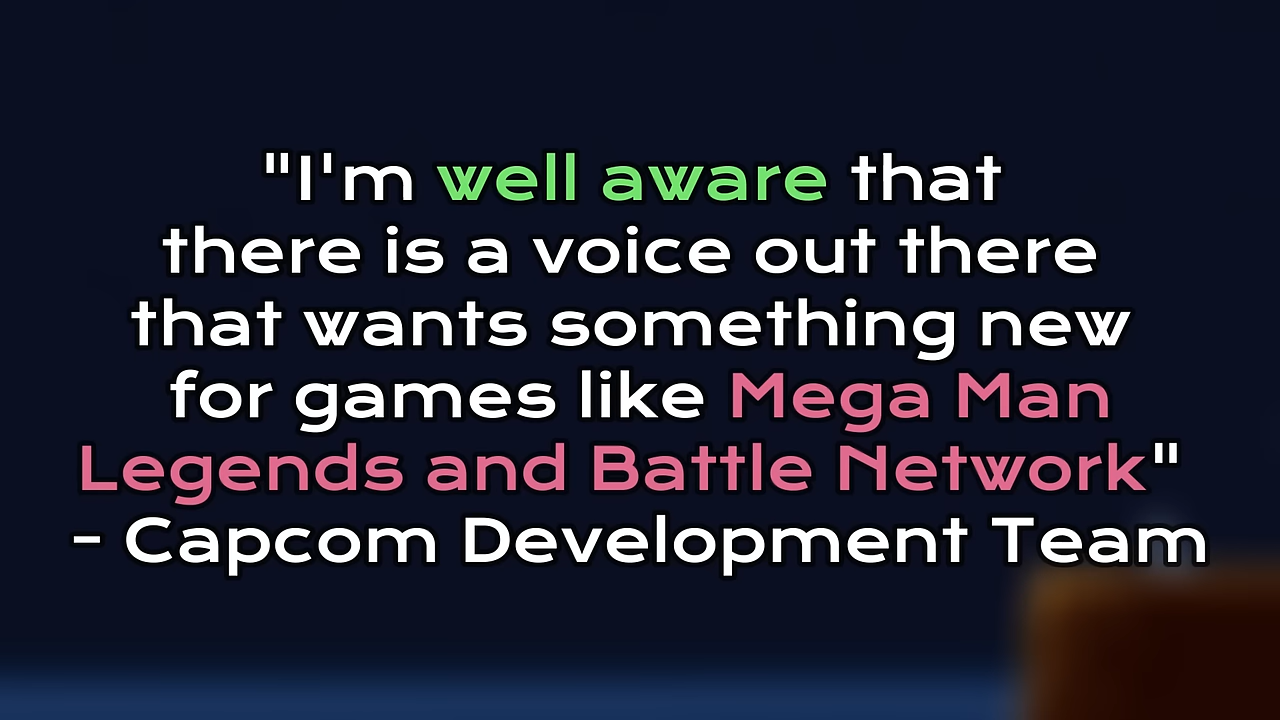 "I'm well aware that
there is a voice out there
that wants something new
for games like Mega Man
Legends and Battle Network"
- Capcom Development Team